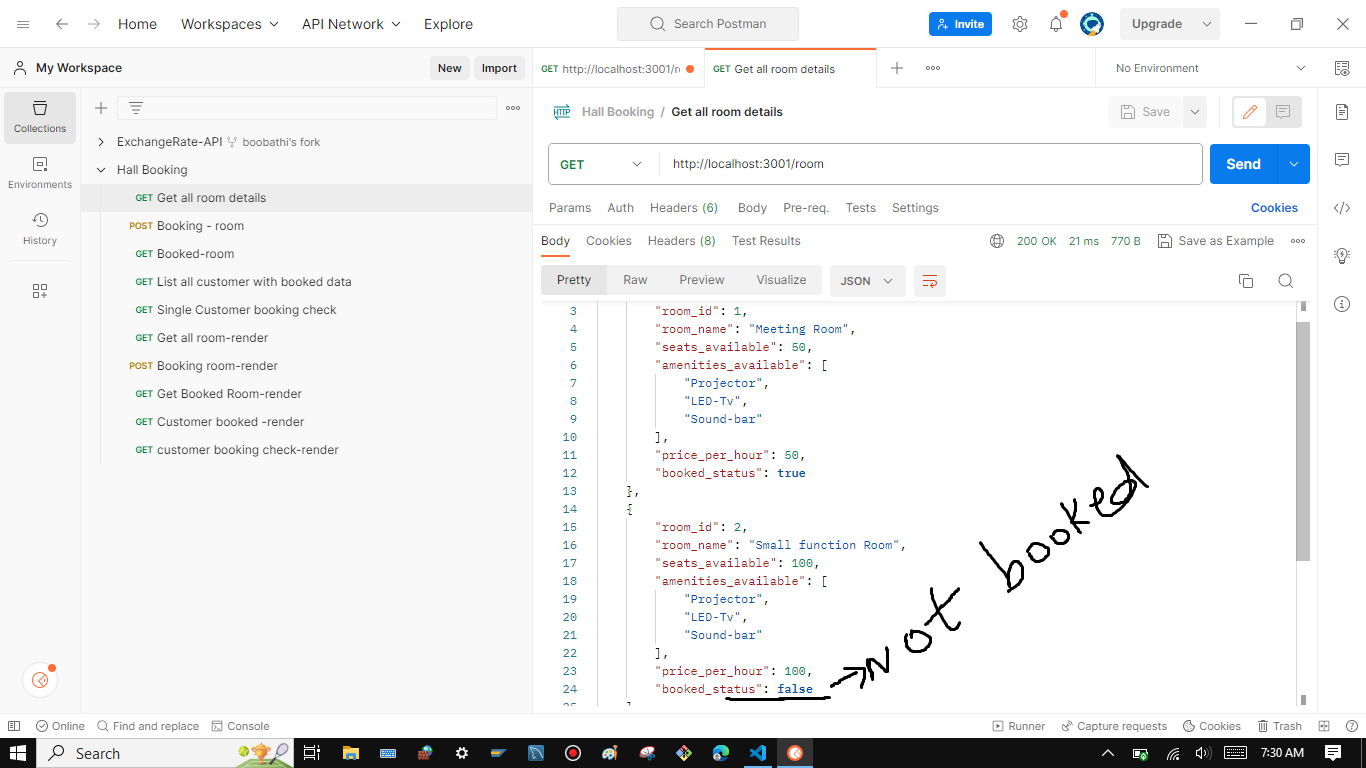 Home Workspaces API Network Explore Search Postman Invite Upgrade
My Workspace New Import GET http://localhost:3001/r GET Get all room details No Environment
Collections
Environments
History
ExchangeRate-API boobathi's fork
Hall Booking
GET Get all room details
POST Booking - room
GET Booked-room
GET List all customer with booked data
GET Single Customer booking check
GET Get all room-render
POST Booking room-render
GET Get Booked Room-render
GET Customer booked -render
GET customer booking check-render
HTTP Hall Booking / Get all room details Save
GET http://localhost:3001/room Send
Params Auth Headers (6) Body Pre-req. Tests Settings Cookies
Body Cookies Headers (8) Test Results 200 OK 21 ms 770 B Save as Example
Pretty Raw Preview Visualize JSON
3 "room_id": 1,
4 "room_name": "Meeting Room",
5 "seats_available": 50,
6 "amenities_available": [
7 "Projector",
8 "LED-Tv",
9 "Sound-bar"
10 ],
11 "price_per_hour": 50,
12 "booked_status": true
13 },
14 {
15 "room_id": 2,
16 "room_name": "Small function Room",
17 "seats_available": 100,
18 "amenities_available": [
19 "Projector",
20 "LED-Tv",
21 "Sound-bar"
22 ],
23 "price_per_hour": 100,
24 "booked_status": false
Not booked
Online Find and replace Console Runner Capture requests Cookies Trash
Search 7:30 AM